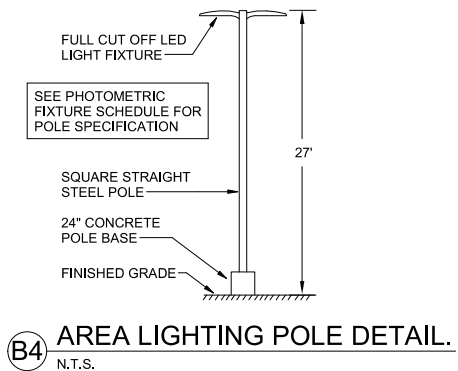 FULL CUT OFF LED
LIGHT FIXTURE
SEE PHOTOMETRIC
FIXTURE SCHEDULE FOR
POLE SPECIFICATION
27'
SQUARE STRAIGHT
STEEL POLE
24" CONCRETE
POLE BASE
FINISHED GRADE
B4 AREA LIGHTING POLE DETAIL.
N.T.S.